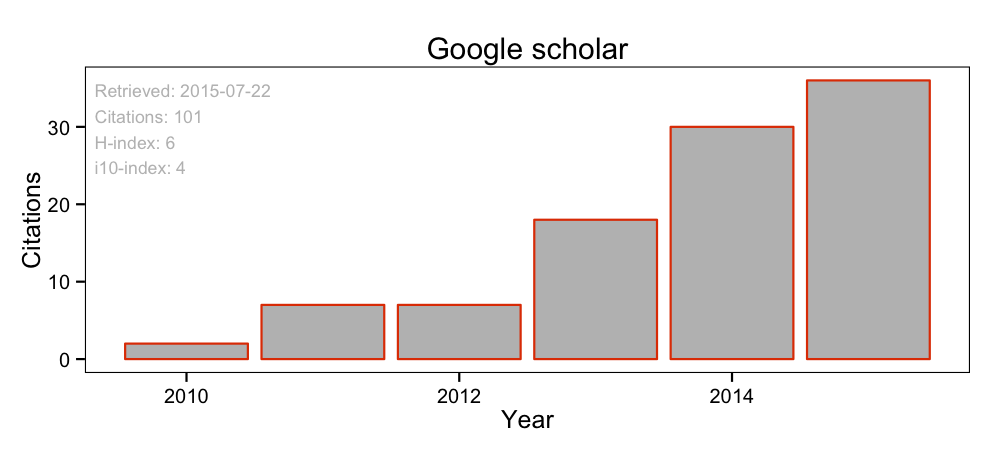 Google scholar
Retrieved: 2015-07-22
Citations: 101
H-index: 6
i10-index: 4
Citations
30
20
10
0
2010 2012 2014
Year